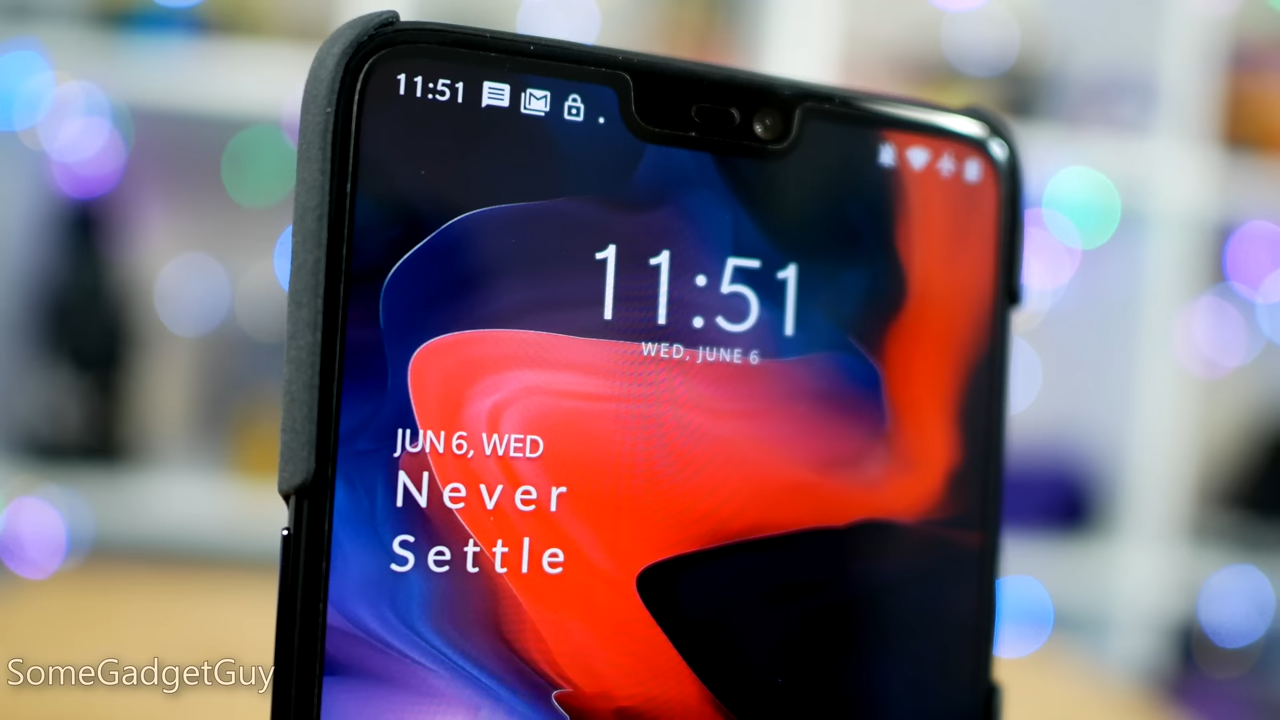 11:51
11:51
WED, JUNE 6
JUN 6, WED
Never
Settle
SomeGadgetGuy